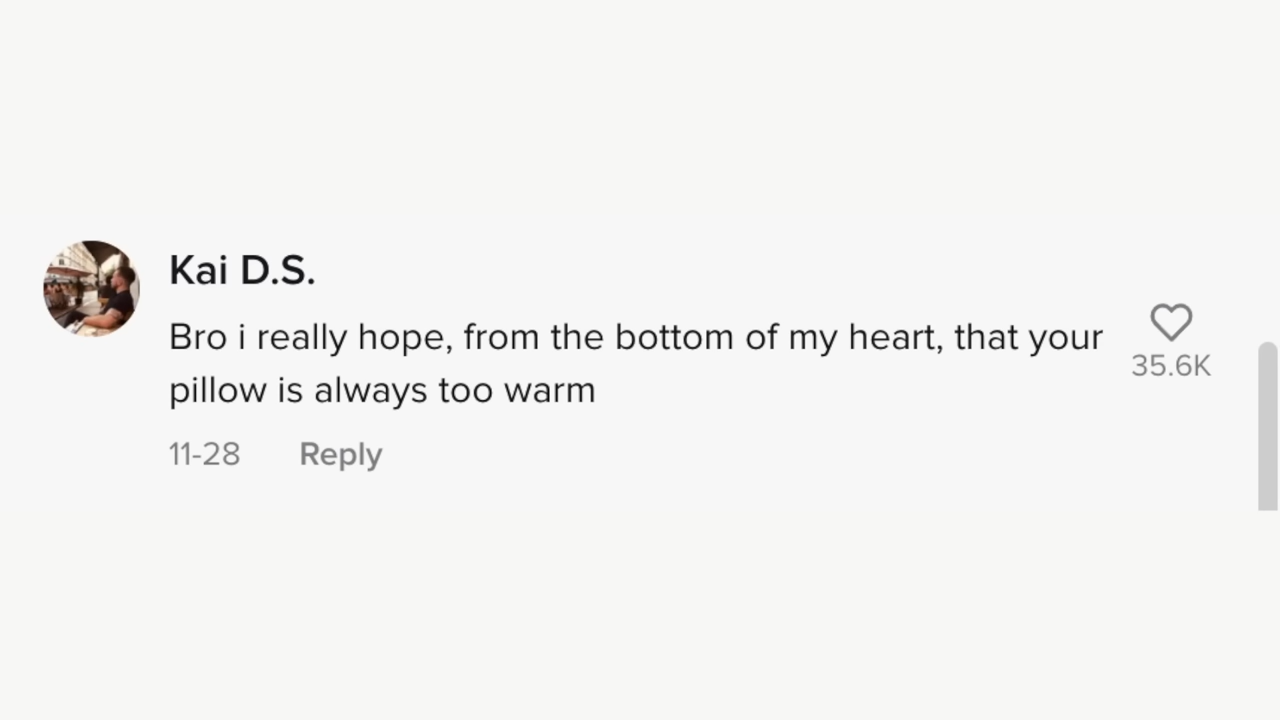 Kai D.S.
Bro i really hope, from the bottom of my heart, that your
pillow is always too warm
35.6K
11-28 Reply